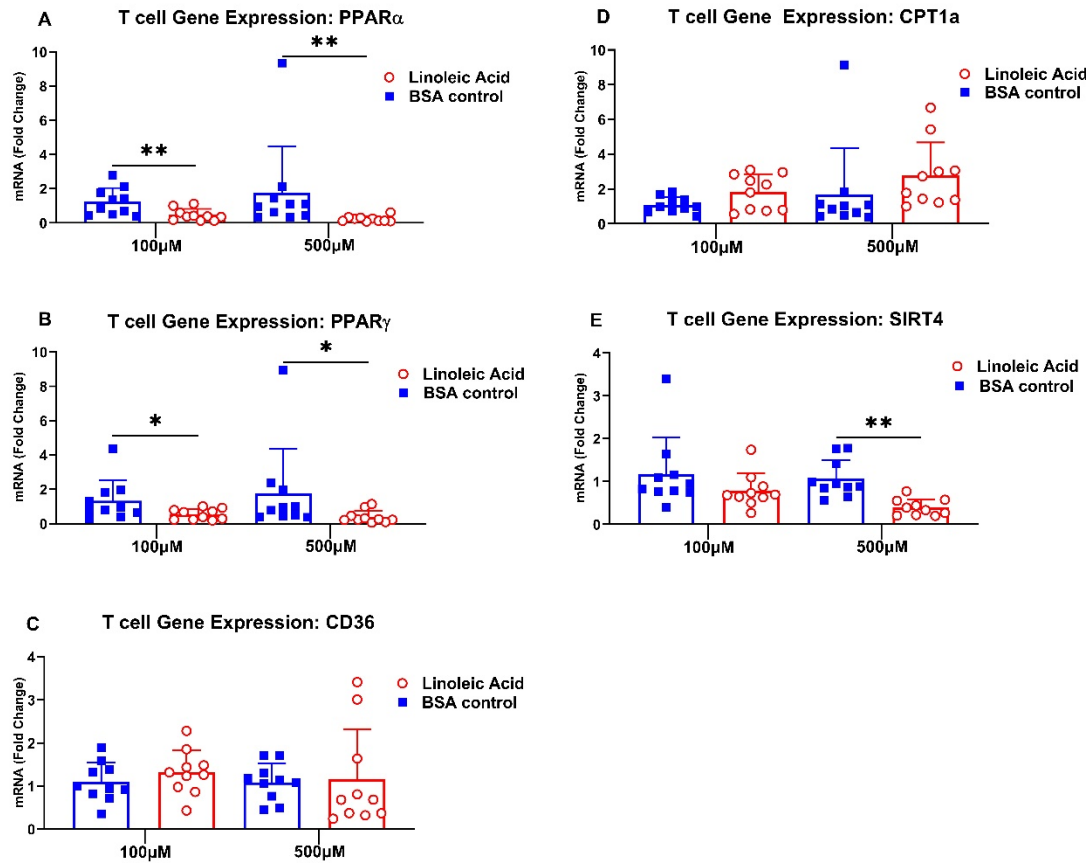 A
T cell Gene Expression: PPARα
mRNA (Fold Change)
10
8
6
4
2
0
**
**
Linoleic Acid
BSA control
100µM
500µM
B
T cell Gene Expression: PPARγ
mRNA (Fold Change)
10
8
6
4
2
0
*
*
Linoleic Acid
BSA control
100µM
500µM
C
T cell Gene Expression: CD36
mRNA (Fold Change)
4
3
2
1
0
Linoleic Acid
BSA control
100µM
500µM
D
T cell Gene Expression: CPT1a
mRNA (Fold Change)
10
8
6
4
2
0
Linoleic Acid
BSA control
100µM
500µM
E
T cell Gene Expression: SIRT4
mRNA (Fold Change)
4
3
2
1
0
**
Linoleic Acid
BSA control
100µM
500µM